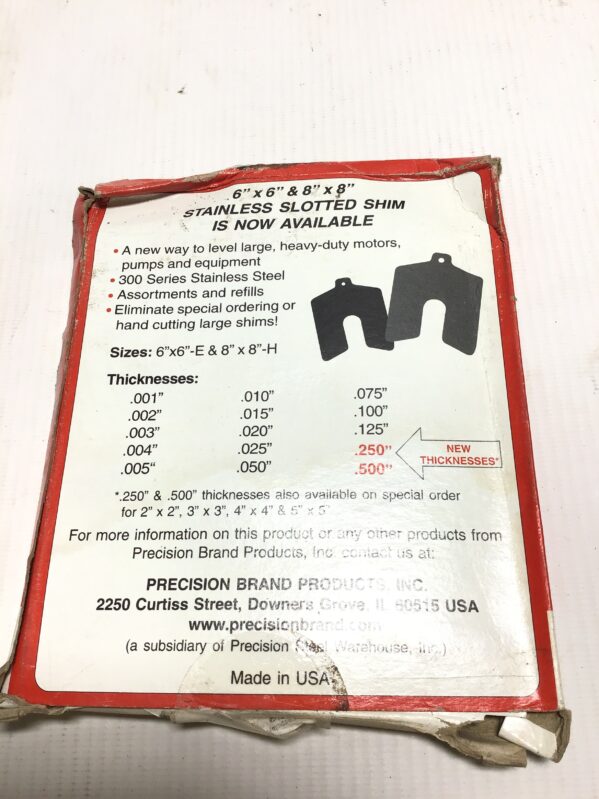 6” x 6” & 8” x 8”
STAINLESS SLOTTED SHIM
IS NOW AVAILABLE
• A new way to level large, heavy-duty motors,
pumps and equipment
• 300 Series Stainless Steel
• Assortments and refills
• Eliminate special ordering or
hand cutting large shims!
Sizes: 6”x6”-E & 8” x 8”-H
Thicknesses:
.001” .010” .075”
.002” .015” .100”
.003” .020” .125”
.004” .025” .250” NEW
.005“ .050” .500” THICKNESSES*
*.250” & .500” thicknesses also available on special order
for 2” x 2”, 3” x 3”, 4” x 4” & 5” x 5”
For more information on this product or any other products from
Precision Brand Products, Inc. contact us at:
PRECISION BRAND PRODUCTS, INC.
2250 Curtiss Street, Downers Grove, IL 60515 USA
www.precisionbrand.com
(a subsidiary of Precision Steel Warehouse, Inc.)
Made in USA